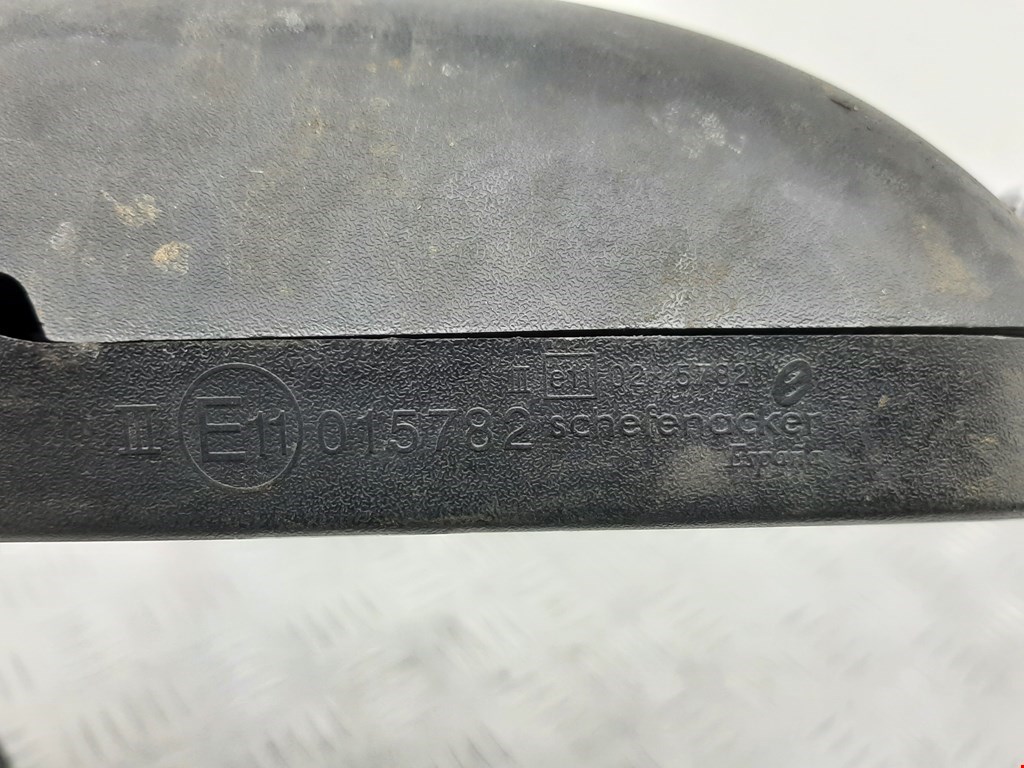 III e11 02*5782
III E11 015782 schefenacker
España